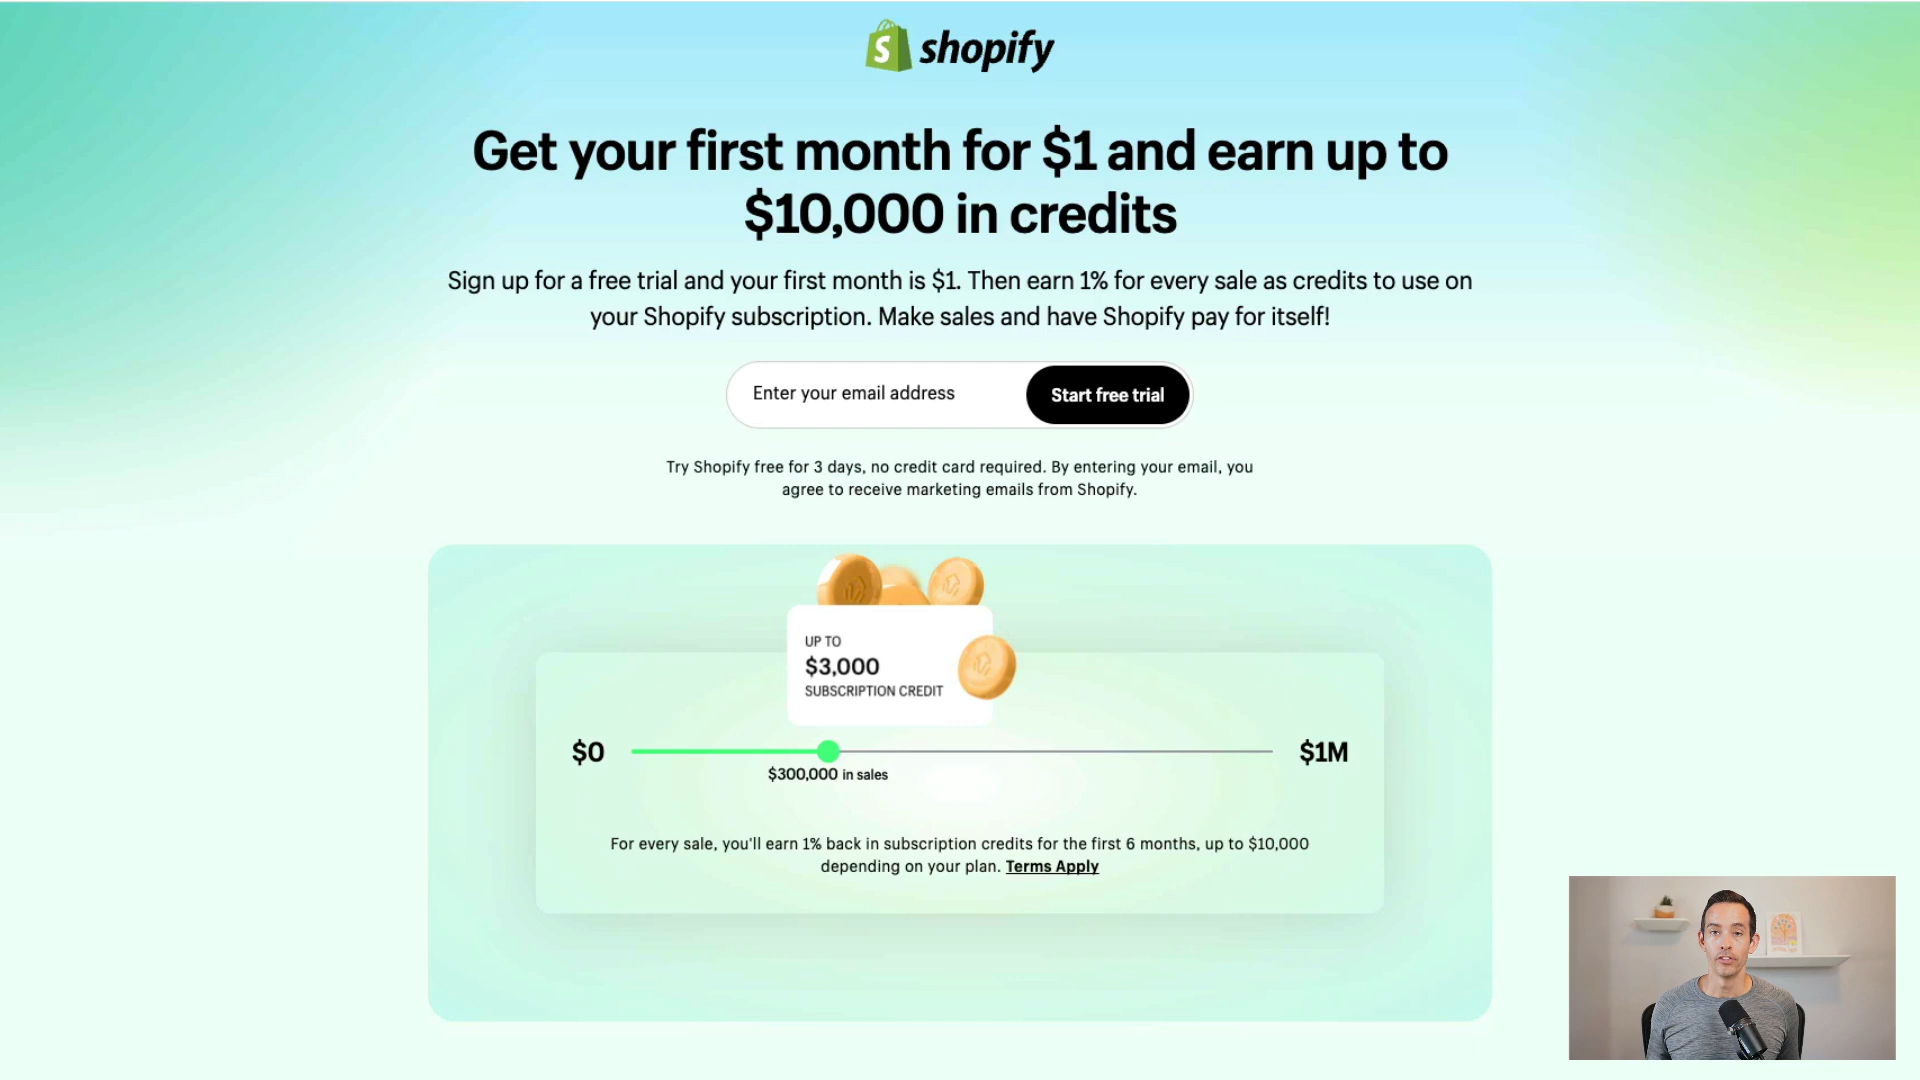 shopify
Get your first month for $1 and earn up to
$10,000 in credits
Sign up for a free trial and your first month is $1. Then earn 1% for every sale as credits to use on
your Shopify subscription. Make sales and have Shopify pay for itself!
Enter your email address
Start free trial
Try Shopify free for 3 days, no credit card required. By entering your email, you
agree to receive marketing emails from Shopify.
UP TO
$3,000
SUBSCRIPTION CREDIT
$0
$1M
$300,000 in sales
For every sale, you'll earn 1% back in subscription credits for the first 6 months, up to $10,000
depending on your plan. Terms Apply